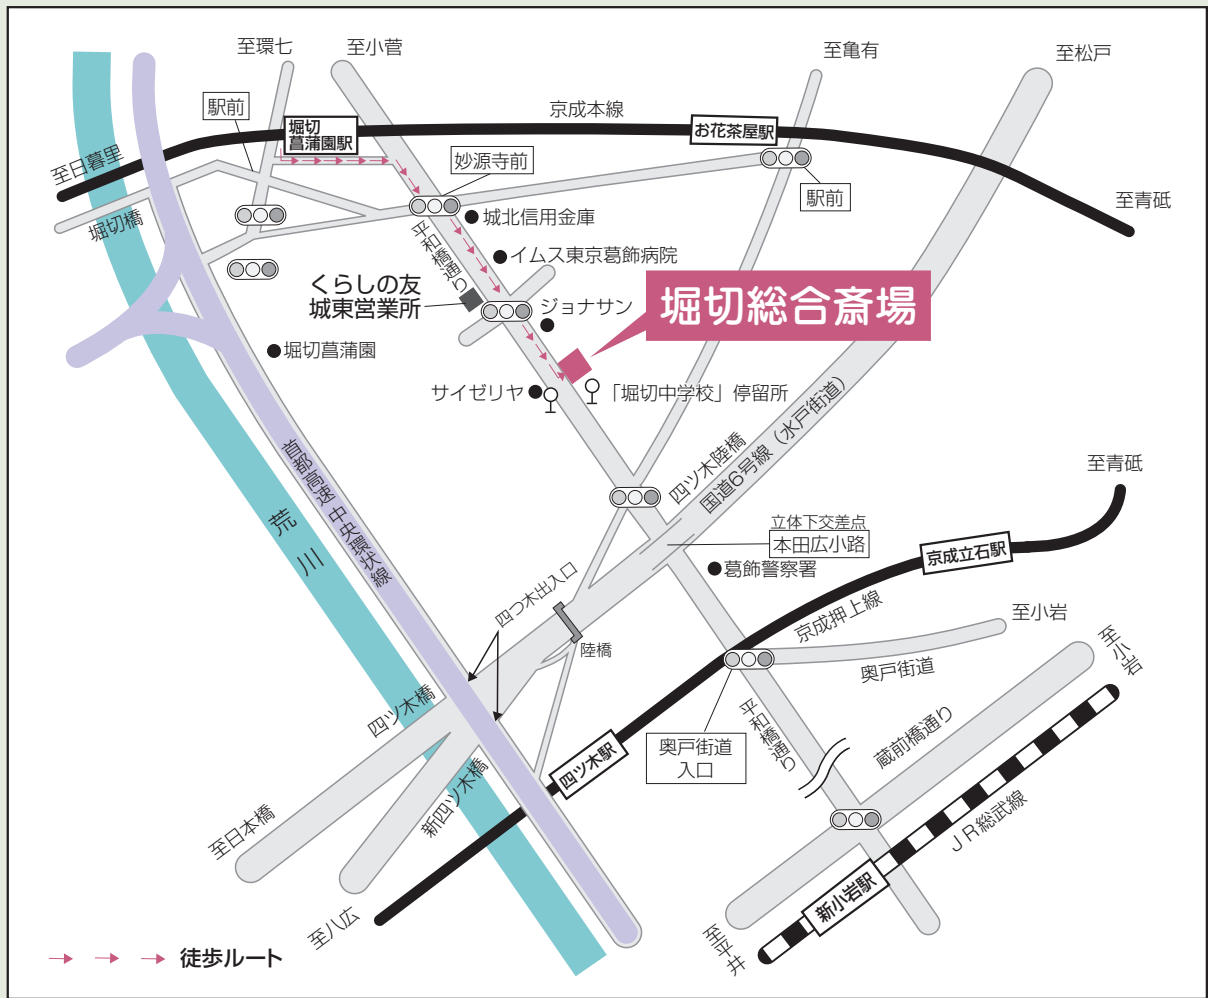 至環七
至小菅
至亀有
至松戸
駅前
京成本線
堀切
菖蒲園駅
お花茶屋駅
至日暮里
妙源寺前
駅前
至青砥
堀切橋
城北信用金庫
平和橋通り
イムス東京葛飾病院
くらしの友
城東営業所
ジョナサン
堀切総合斎場
堀切菖蒲園
サイゼリヤ
「堀切中学校」停留所
首都高速 中央環状線
荒川
四ツ木陸橋
国道6号線（水戸街道）
至青砥
立体下交差点
本田広小路
京成立石駅
葛飾警察署
四つ木出入口
京成押上線
至小岩
陸橋
奥戸街道
至小岩
四ツ木橋
平和橋通り
蔵前橋通り
奥戸街道
入口
四ツ木駅
新四ツ木橋
至日本橋
JR総武線
新小岩駅
至八広
至平井
徒歩ルート